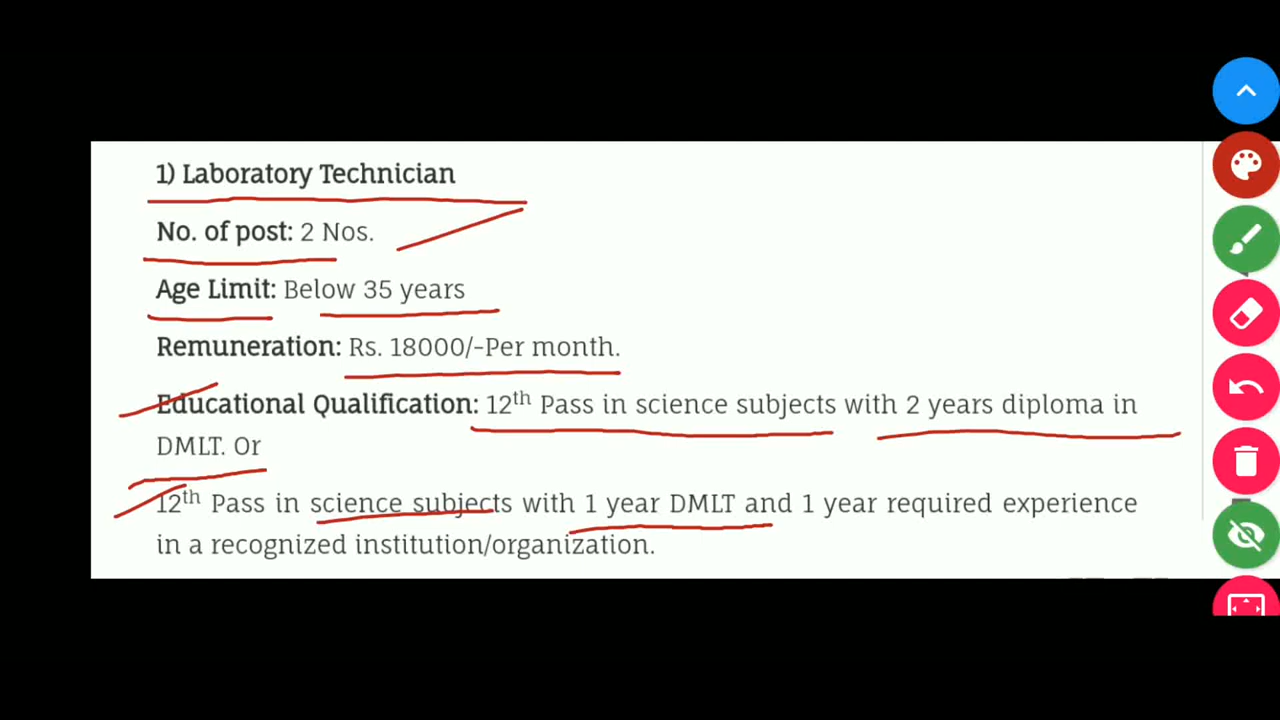 1) Laboratory Technician
No. of post: 2 Nos.
Age Limit: Below 35 years
Remuneration: Rs. 18000/-Per month.
Educational Qualification: 12th Pass in science subjects with 2 years diploma in
DMLT. Or
12th Pass in science subjects with 1 year DMLT and 1 year required experience
in a recognized institution/organization.